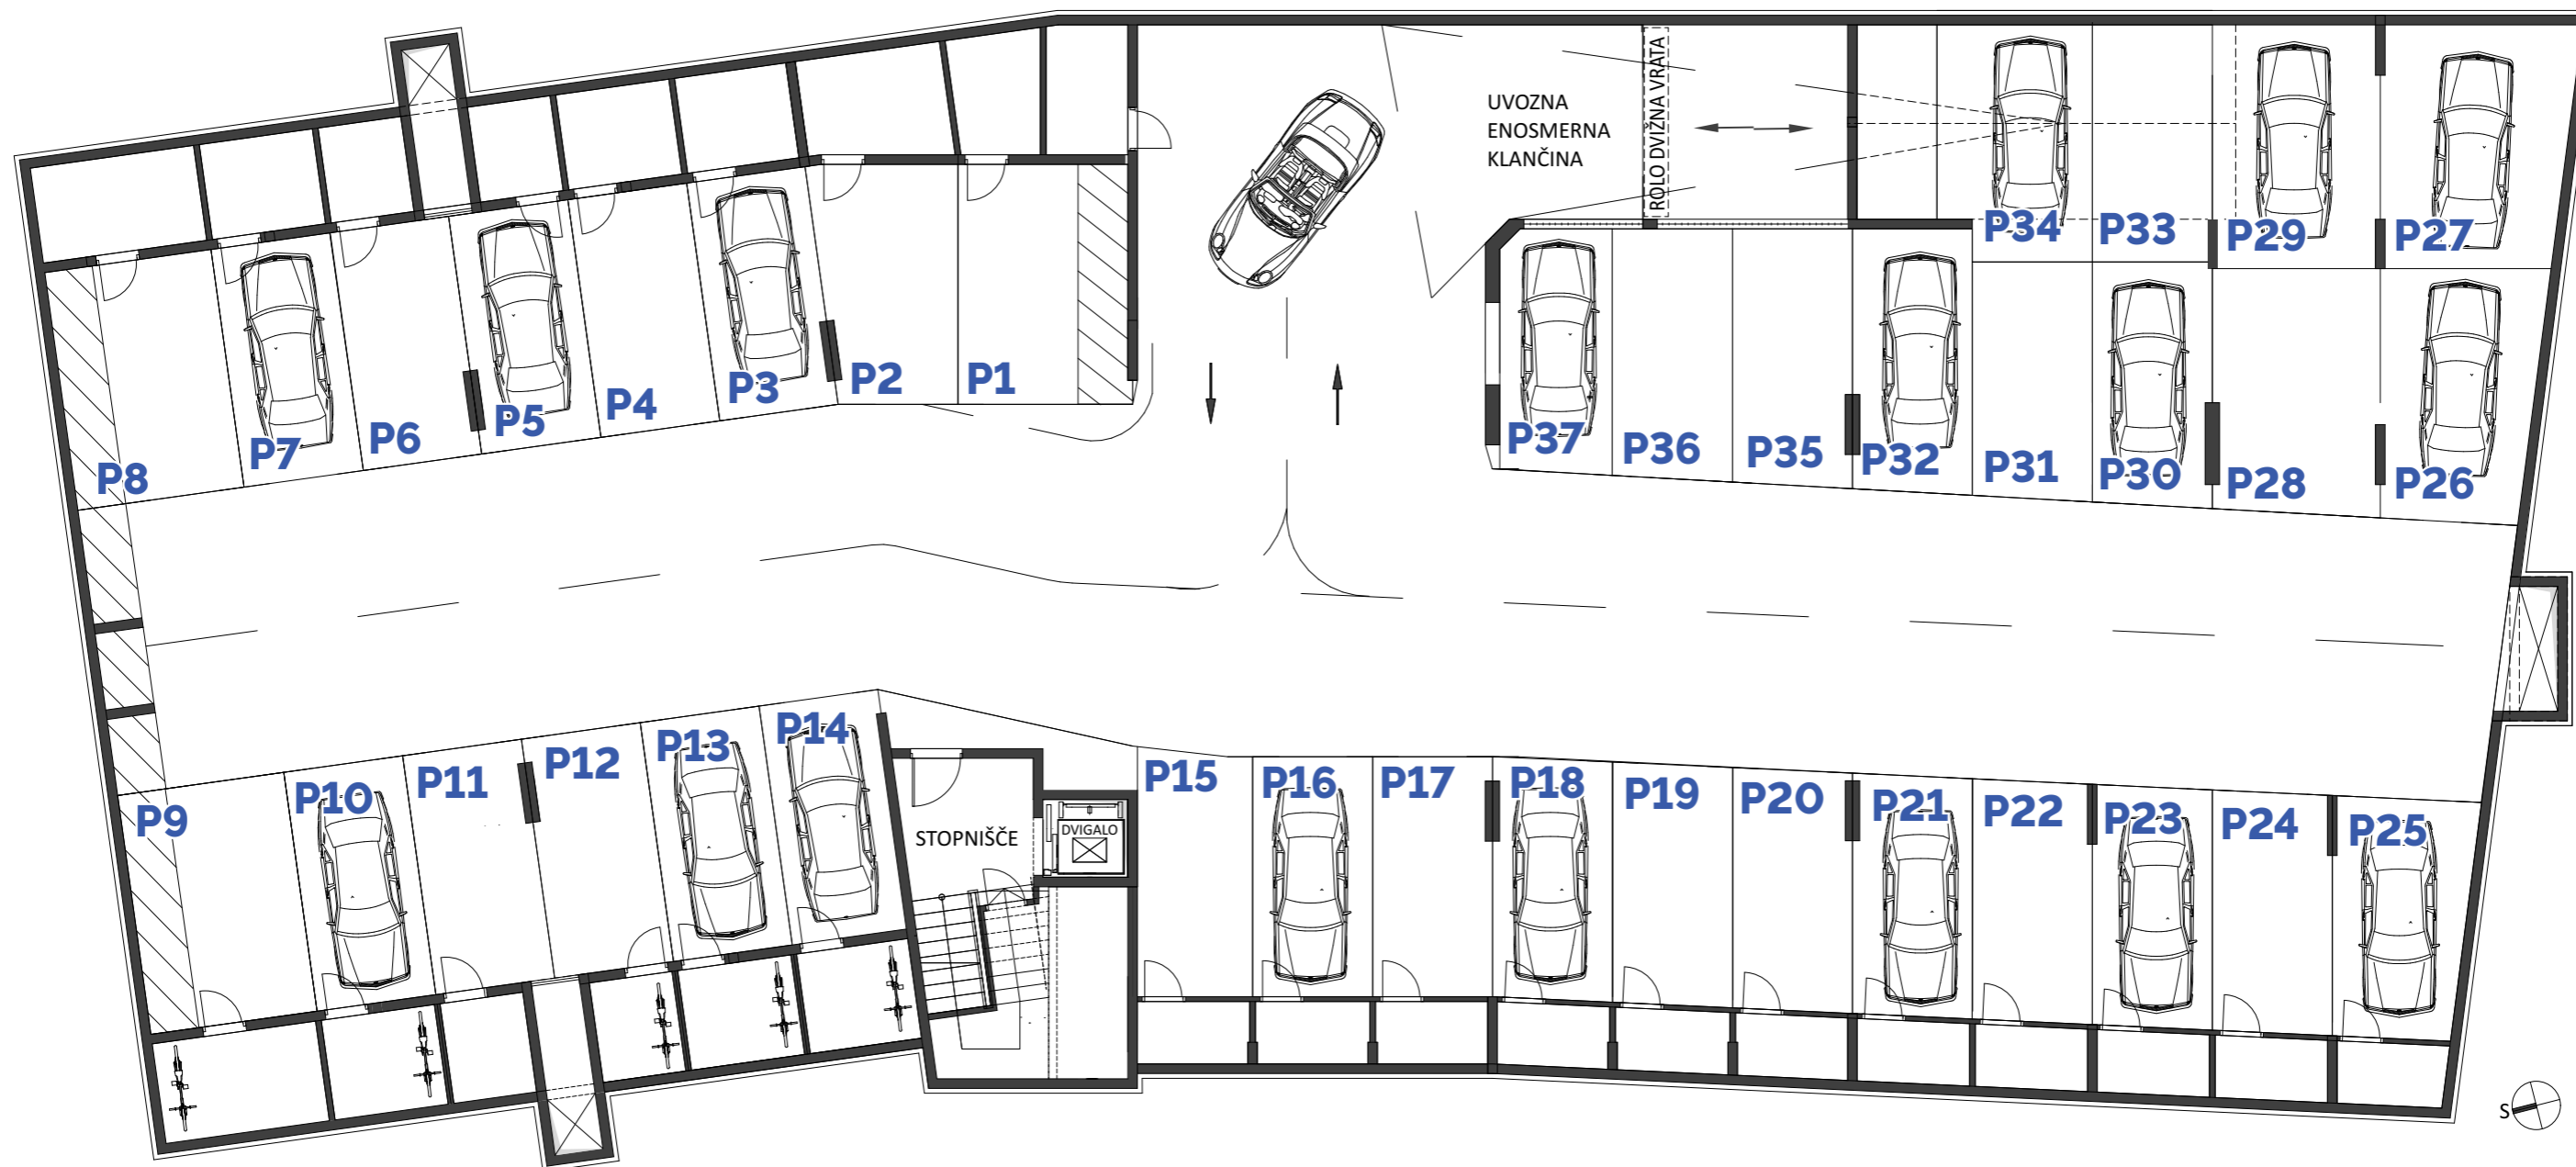 UVOZNA
ENOSMERNA
KLANČINA
ROLO DVIŽNA VRATA
P34
P33
P29
P27
P8
P7
P6
P5
P4
P3
P2
P1
P37
P36
P35
P32
P31
P30
P28
P26
P9
P10
P11
P12
P13
P14
STOPNIŠČE
DVIGALO
P15
P16
P17
P18
P19
P20
P21
P22
P23
P24
P25
S